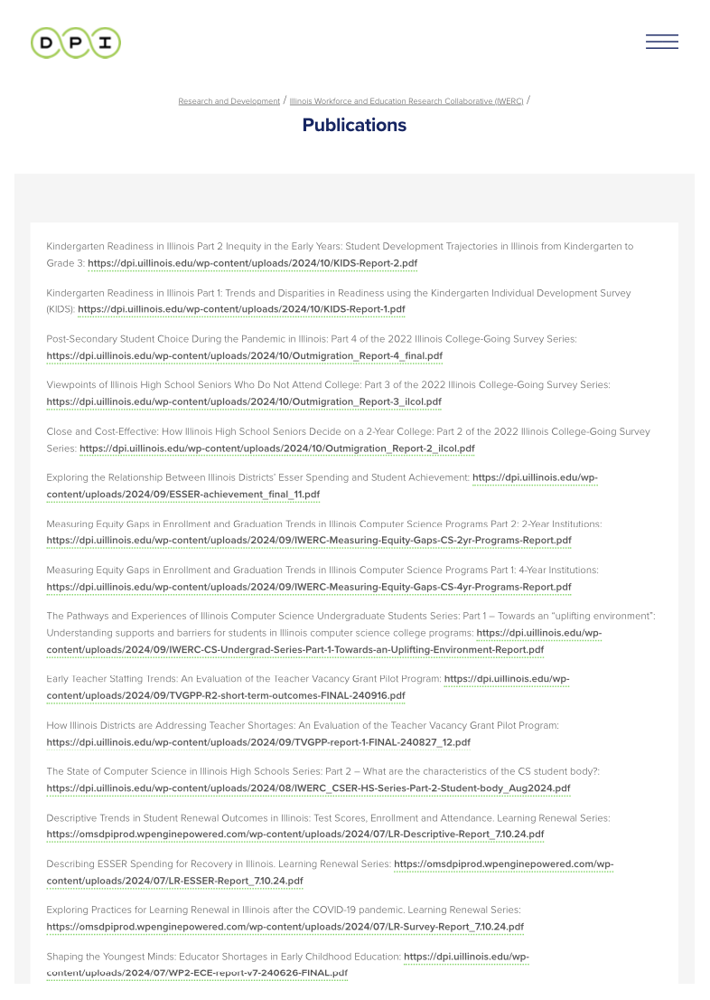 DPI
Research and Development / Illinois Workforce and Education Research Collaborative (IWERC) /
Publications
Kindergarten Readiness in Illinois Part 2 Inequity in the Early Years: Student Development Trajectories in Illinois from Kindergarten to
Grade 3: https://dpi.uillinois.edu/wp-content/uploads/2024/10/KIDS-Report-2.pdf
Kindergarten Readiness in Illinois Part 1: Trends and Disparities in Readiness using the Kindergarten Individual Development Survey
(KIDS): https://dpi.uillinois.edu/wp-content/uploads/2024/10/KIDS-Report-1.pdf
Post-Secondary Student Choice During the Pandemic in Illinois: Part 4 of the 2022 Illinois College-Going Survey Series:
https://dpi.uillinois.edu/wp-content/uploads/2024/10/Outmigration_Report-4_final.pdf
Viewpoints of Illinois High School Seniors Who Do Not Attend College: Part 3 of the 2022 Illinois College-Going Survey Series:
https://dpi.uillinois.edu/wp-content/uploads/2024/10/Outmigration_Report-3_ilcol.pdf
Close and Cost-Effective: How Illinois High School Seniors Decide on a 2-Year College: Part 2 of the 2022 Illinois College-Going Survey
Series: https://dpi.uillinois.edu/wp-content/uploads/2024/10/Outmigration_Report-2_ilcol.pdf
Exploring the Relationship Between Illinois Districts' Esser Spending and Student Achievement: https://dpi.uillinois.edu/wp-
content/uploads/2024/09/ESSER-achievement_final_11.pdf
Measuring Equity Gaps in Enrollment and Graduation Trends in Illinois Computer Science Programs Part 2: 2-Year Institutions:
https://dpi.uillinois.edu/wp-content/uploads/2024/09/IWERC-Measuring-Equity-Gaps-CS-2yr-Programs-Report.pdf
Measuring Equity Gaps in Enrollment and Graduation Trends in Illinois Computer Science Programs Part 1: 4-Year Institutions:
https://dpi.uillinois.edu/wp-content/uploads/2024/09/IWERC-Measuring-Equity-Gaps-CS-4yr-Programs-Report.pdf
The Pathways and Experiences of Illinois Computer Science Undergraduate Students Series: Part 1 – Towards an “uplifting environment”:
Understanding supports and barriers for students in Illinois computer science college programs: https://dpi.uillinois.edu/wp-
content/uploads/2024/09/IWERC-CS-Undergrad-Series-Part-1-Towards-an-Uplifting-Environment-Report.pdf
Early Teacher Staffing Trends: An Evaluation of the Teacher Vacancy Grant Pilot Program: https://dpi.uillinois.edu/wp-
content/uploads/2024/09/TVGPP-R2-short-term-outcomes-FINAL-240916.pdf
How Illinois Districts are Addressing Teacher Shortages: An Evaluation of the Teacher Vacancy Grant Pilot Program:
https://dpi.uillinois.edu/wp-content/uploads/2024/09/TVGPP-report-1-FINAL-240827_12.pdf
The State of Computer Science in Illinois High Schools Series: Part 2 – What are the characteristics of the CS student body?:
https://dpi.uillinois.edu/wp-content/uploads/2024/08/IWERC_CSER-HS-Series-Part-2-Student-body_Aug2024.pdf
Descriptive Trends in Student Renewal Outcomes in Illinois: Test Scores, Enrollment and Attendance. Learning Renewal Series:
https://omsdpiprod.wpenginepowered.com/wp-content/uploads/2024/07/LR-Descriptive-Report_7.10.24.pdf
Describing ESSER Spending for Recovery in Illinois. Learning Renewal Series: https://omsdpiprod.wpenginepowered.com/wp-
content/uploads/2024/07/LR-ESSER-Report_7.10.24.pdf
Exploring Practices for Learning Renewal in Illinois after the COVID-19 pandemic. Learning Renewal Series:
https://omsdpiprod.wpenginepowered.com/wp-content/uploads/2024/07/LR-Survey-Report_7.10.24.pdf
Shaping the Youngest Minds: Educator Shortages in Early Childhood Education: https://dpi.uillinois.edu/wp-
content/uploads/2024/07/WP2-ECE-report-v7-240626-FINAL.pdf